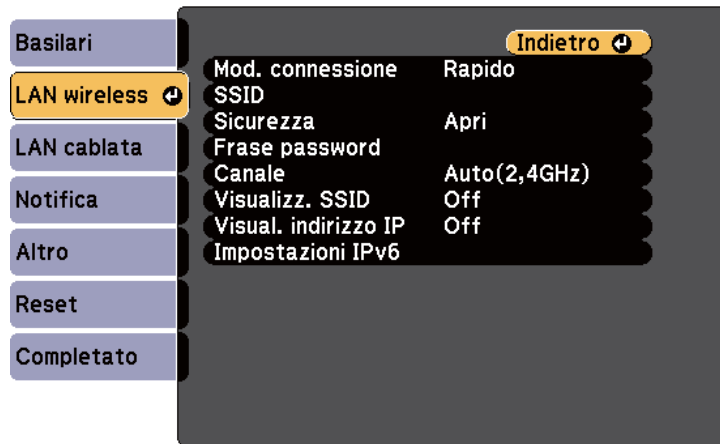 Basilari
LAN wireless
LAN cablata
Notifica
Altro
Reset
Completato
Indietro
Mod. connessione Rapido
SSID
Sicurezza Apri
Frase password
Canale Auto(2,4GHz)
Visualizz. SSID Off
Visual. indirizzo IP Off
Impostazioni IPv6